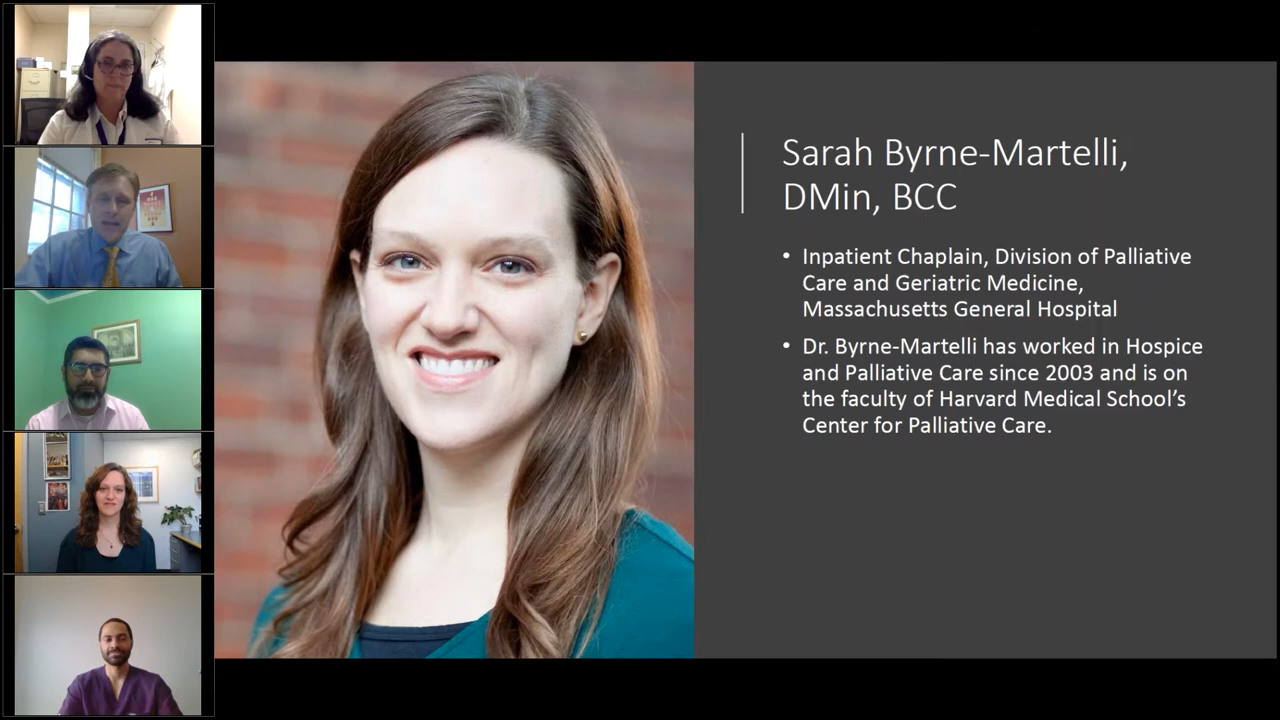 Sarah Byrne-Martelli,
DMin, BCC
• Inpatient Chaplain, Division of Palliative
Care and Geriatric Medicine,
Massachusetts General Hospital
• Dr. Byrne-Martelli has worked in Hospice
and Palliative Care since 2003 and is on
the faculty of Harvard Medical School’s
Center for Palliative Care.